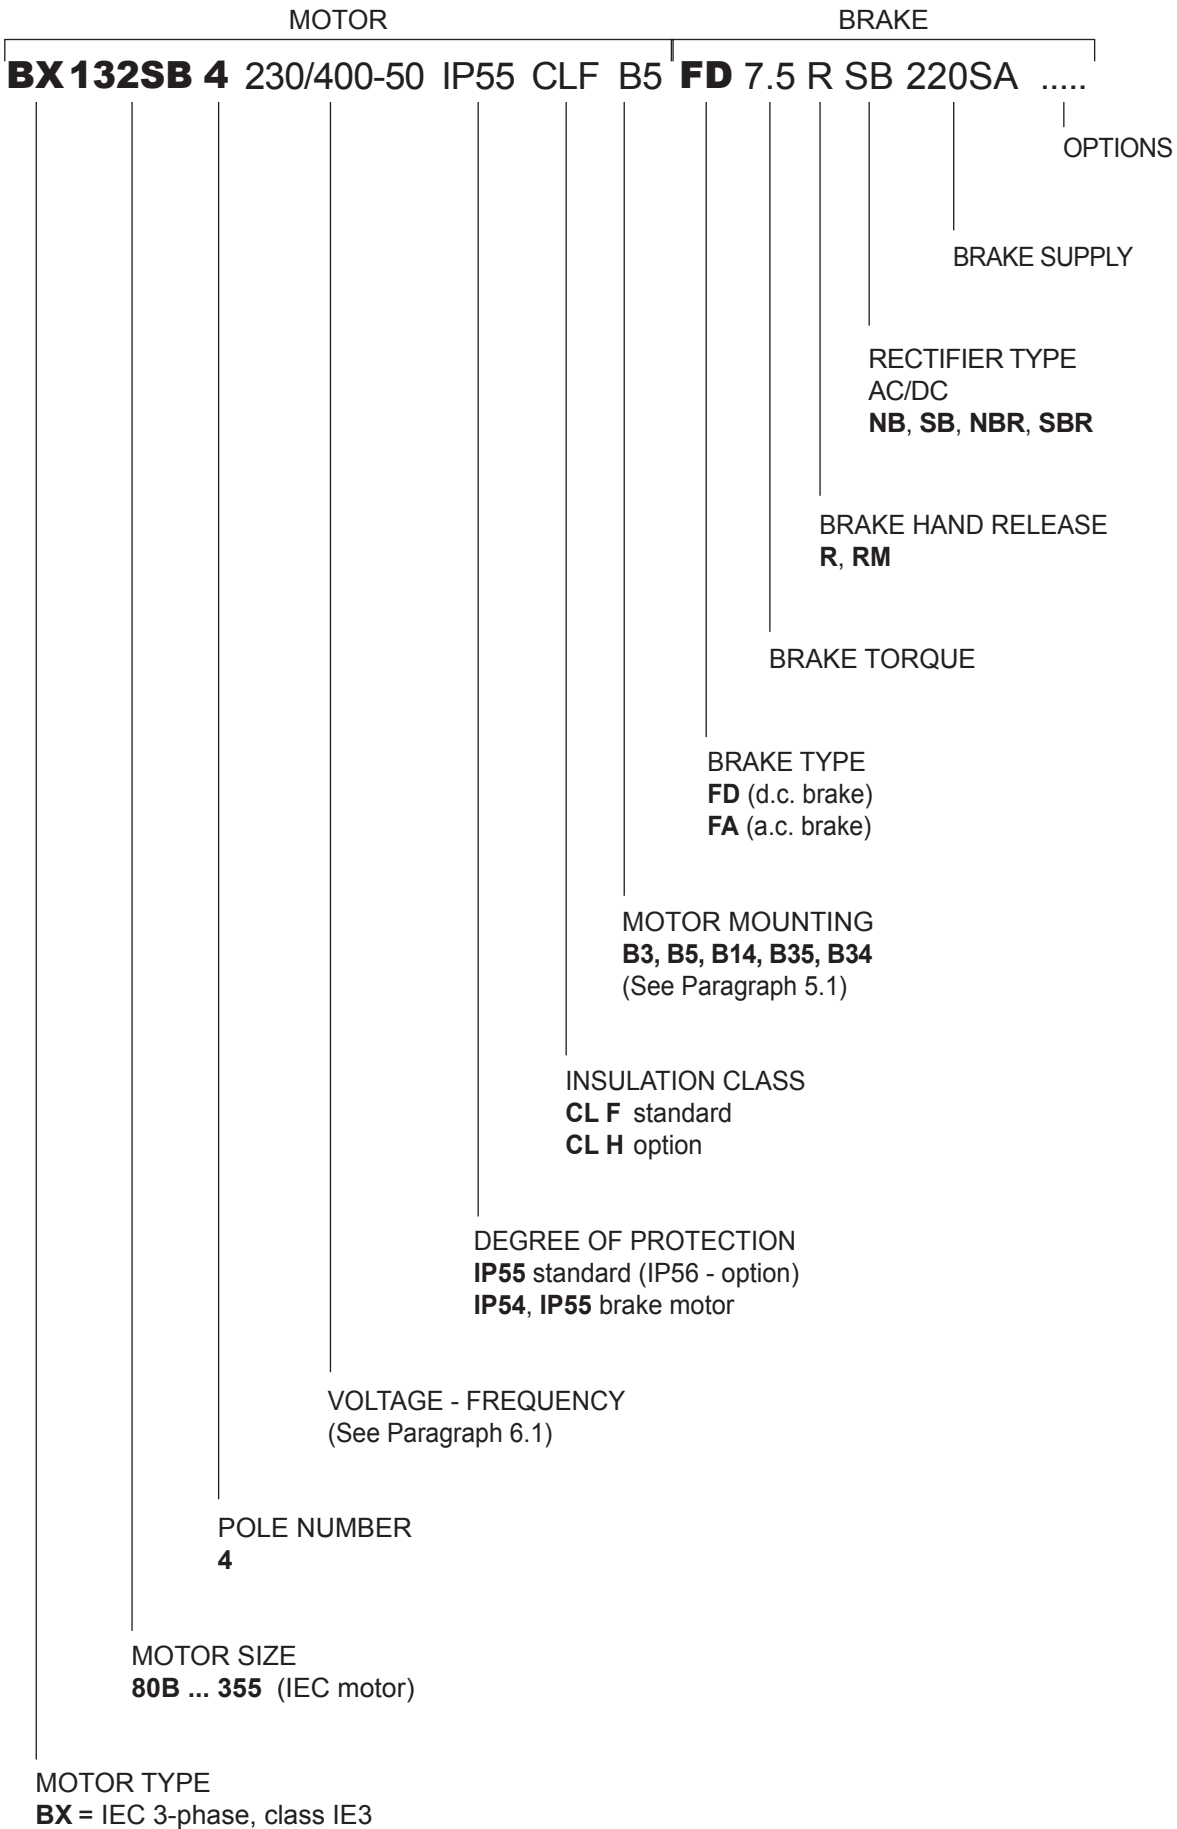 MOTOR BRAKE
BX 132SB 4 230/400-50 IP55 CLF B5 FD 7.5 R SB 220SA .....
OPTIONS
BRAKE SUPPLY
RECTIFIER TYPE
AC/DC
NB, SB, NBR, SBR
BRAKE HAND RELEASE
R, RM
BRAKE TORQUE
BRAKE TYPE
FD (d.c. brake)
FA (a.c. brake)
MOTOR MOUNTING
B3, B5, B14, B35, B34
(See Paragraph 5.1)
INSULATION CLASS
CL F standard
CL H option
DEGREE OF PROTECTION
IP55 standard (IP56 - option)
IP54, IP55 brake motor
VOLTAGE - FREQUENCY
(See Paragraph 6.1)
POLE NUMBER
4
MOTOR SIZE
80B ... 355 (IEC motor)
MOTOR TYPE
BX = IEC 3-phase, class IE3